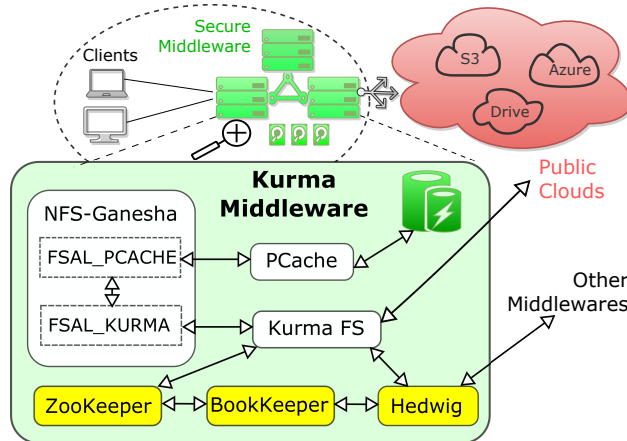 Secure
Middleware
Clients
S3
Azure
Drive
Public
Clouds
Kurma
Middleware
NFS-Ganesha
FSAL_PCACHE
PCache
FSAL_KURMA
Kurma FS
Other
Middlewares
ZooKeeper
BookKeeper
Hedwig